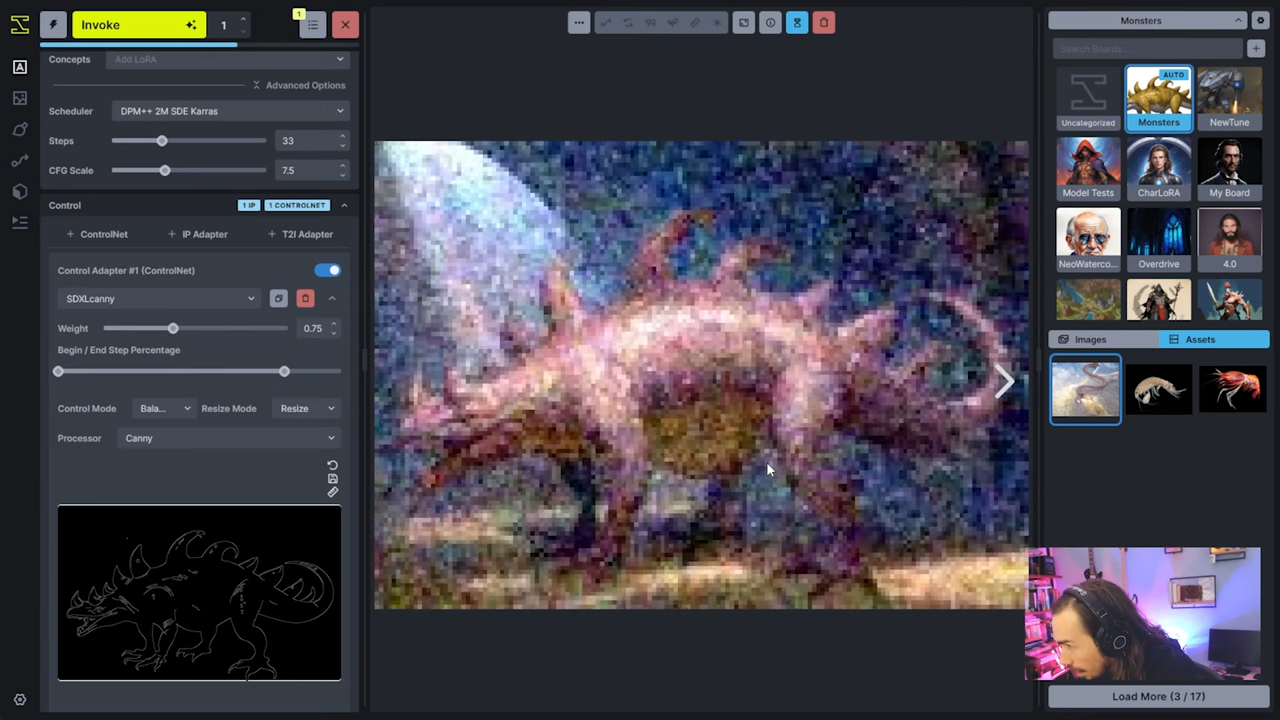 Invoke
1
1
Concepts
Add LoRA
Advanced Options
Scheduler
DPM++ 2M SDE Karras
Steps
33
CFG Scale
7.5
Control
1 IP
1 CONTROLNET
+ ControlNet
+ IP Adapter
+ T2I Adapter
Control Adapter #1 (ControlNet)
SDXLcanny
Weight
0.75
Begin / End Step Percentage
Control Mode
Bala...
Resize Mode
Resize
Processor
Canny
Monsters
Search Boards...
AUTO
Uncategorized
Monsters
NewTune
Model Tests
CharLoRA
My Board
NeoWaterco...
Overdrive
4.0
Images
Assets
Load More (3 / 17)